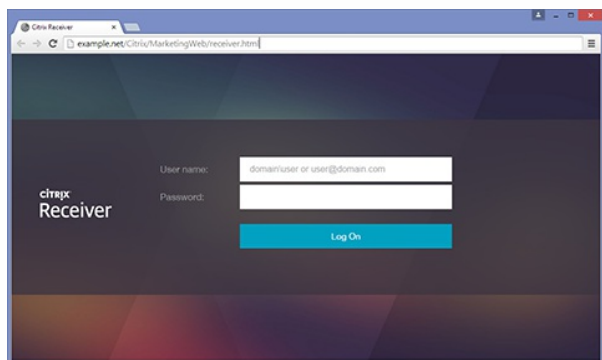 Citrix Receiver
example.net/Citrix/MarketingWeb/receiver.html
User name:
domain\user or user@domain.com
CİTRIX
Receiver
Password:
Log On